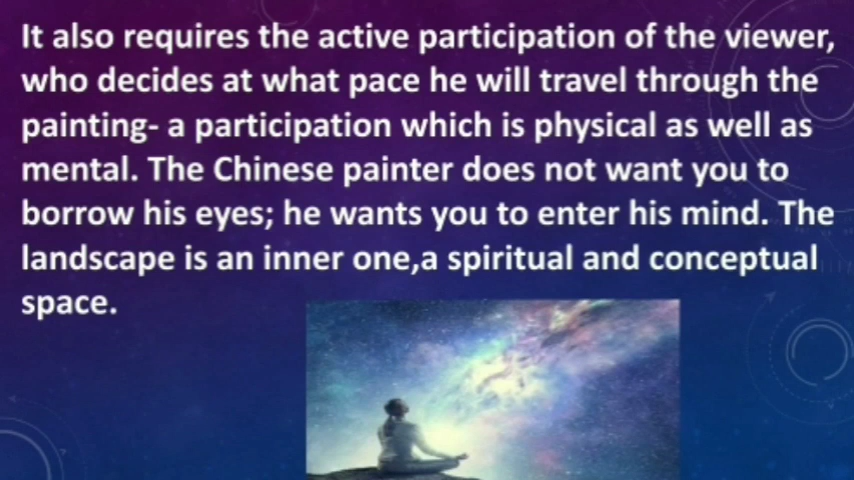 It also requires the active participation of the viewer,
who decides at what pace he will travel through the
painting- a participation which is physical as well as
mental. The Chinese painter does not want you to
borrow his eyes; he wants you to enter his mind. The
landscape is an inner one,a spiritual and conceptual
space.